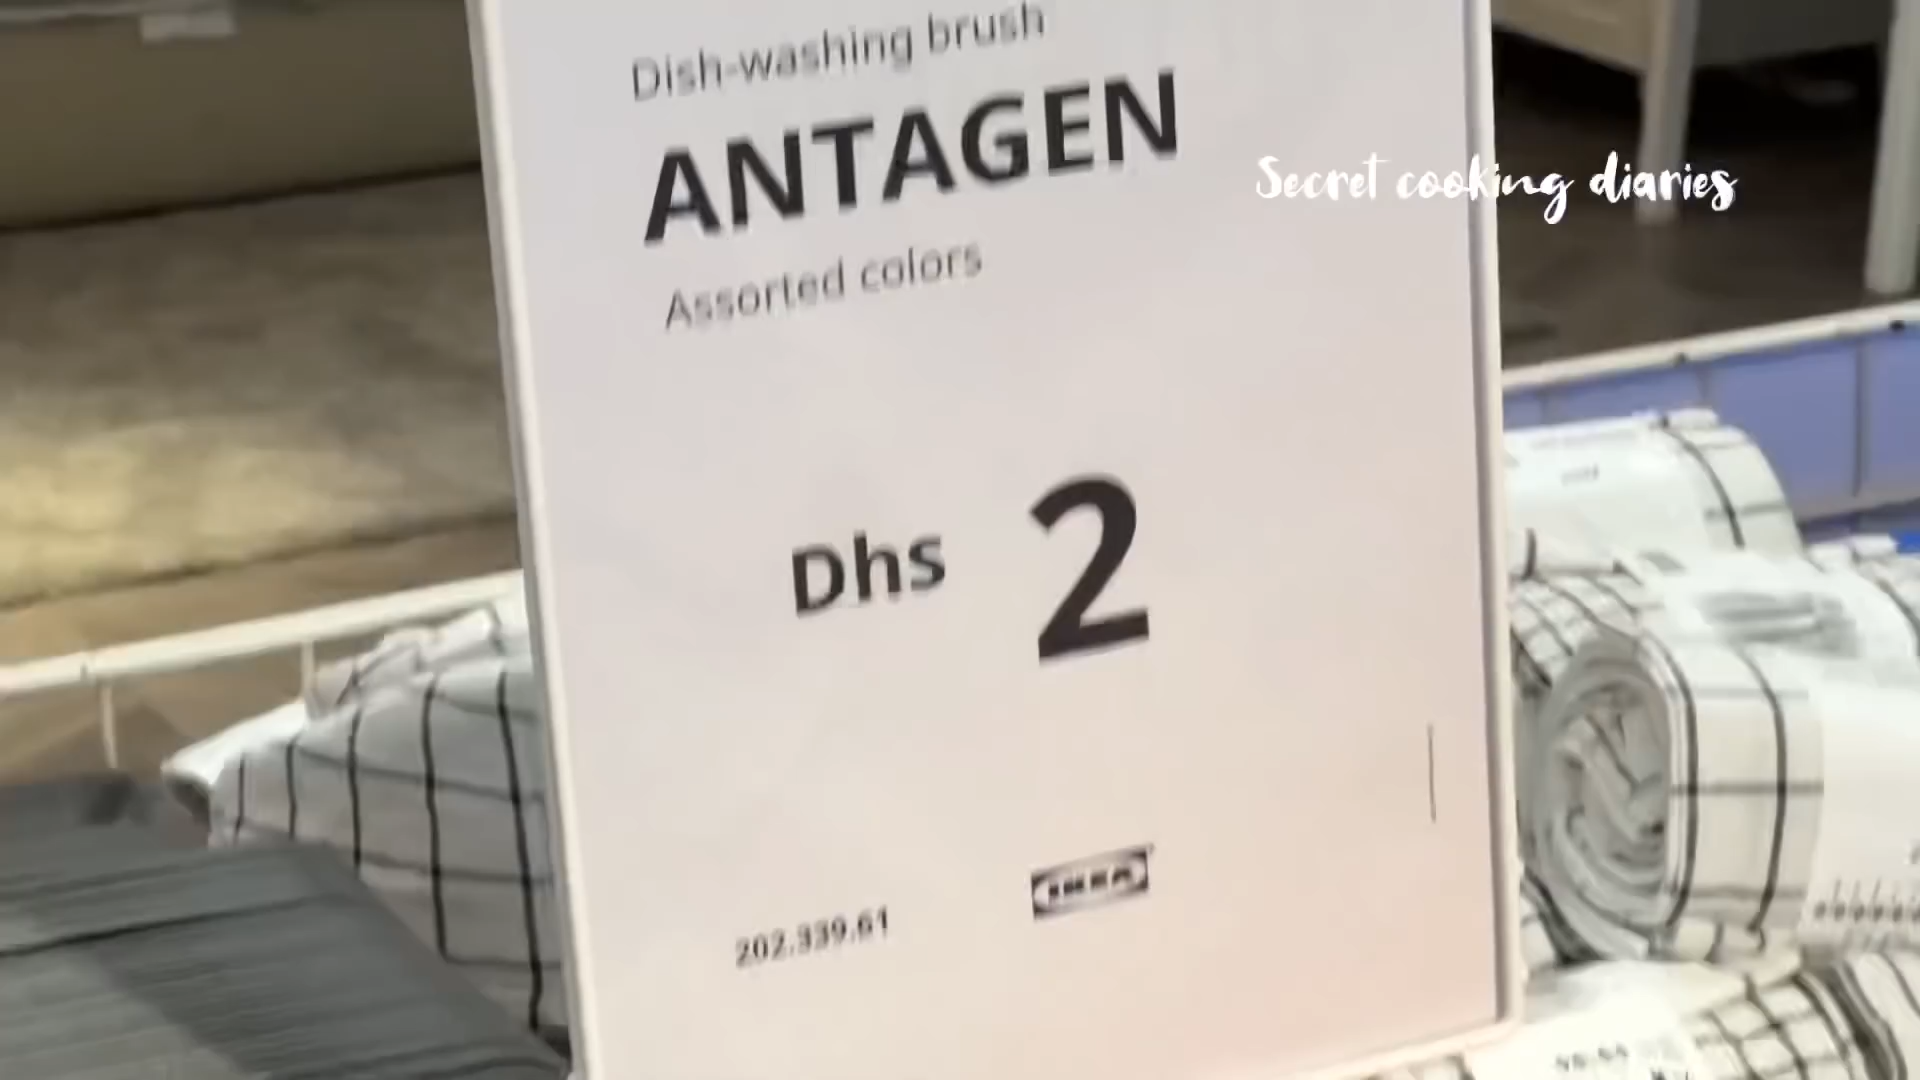 Dish-washing brush
ANTAGEN
Secret cooking diaries
Assorted colors
Dhs 2
IKEA
202.339.61